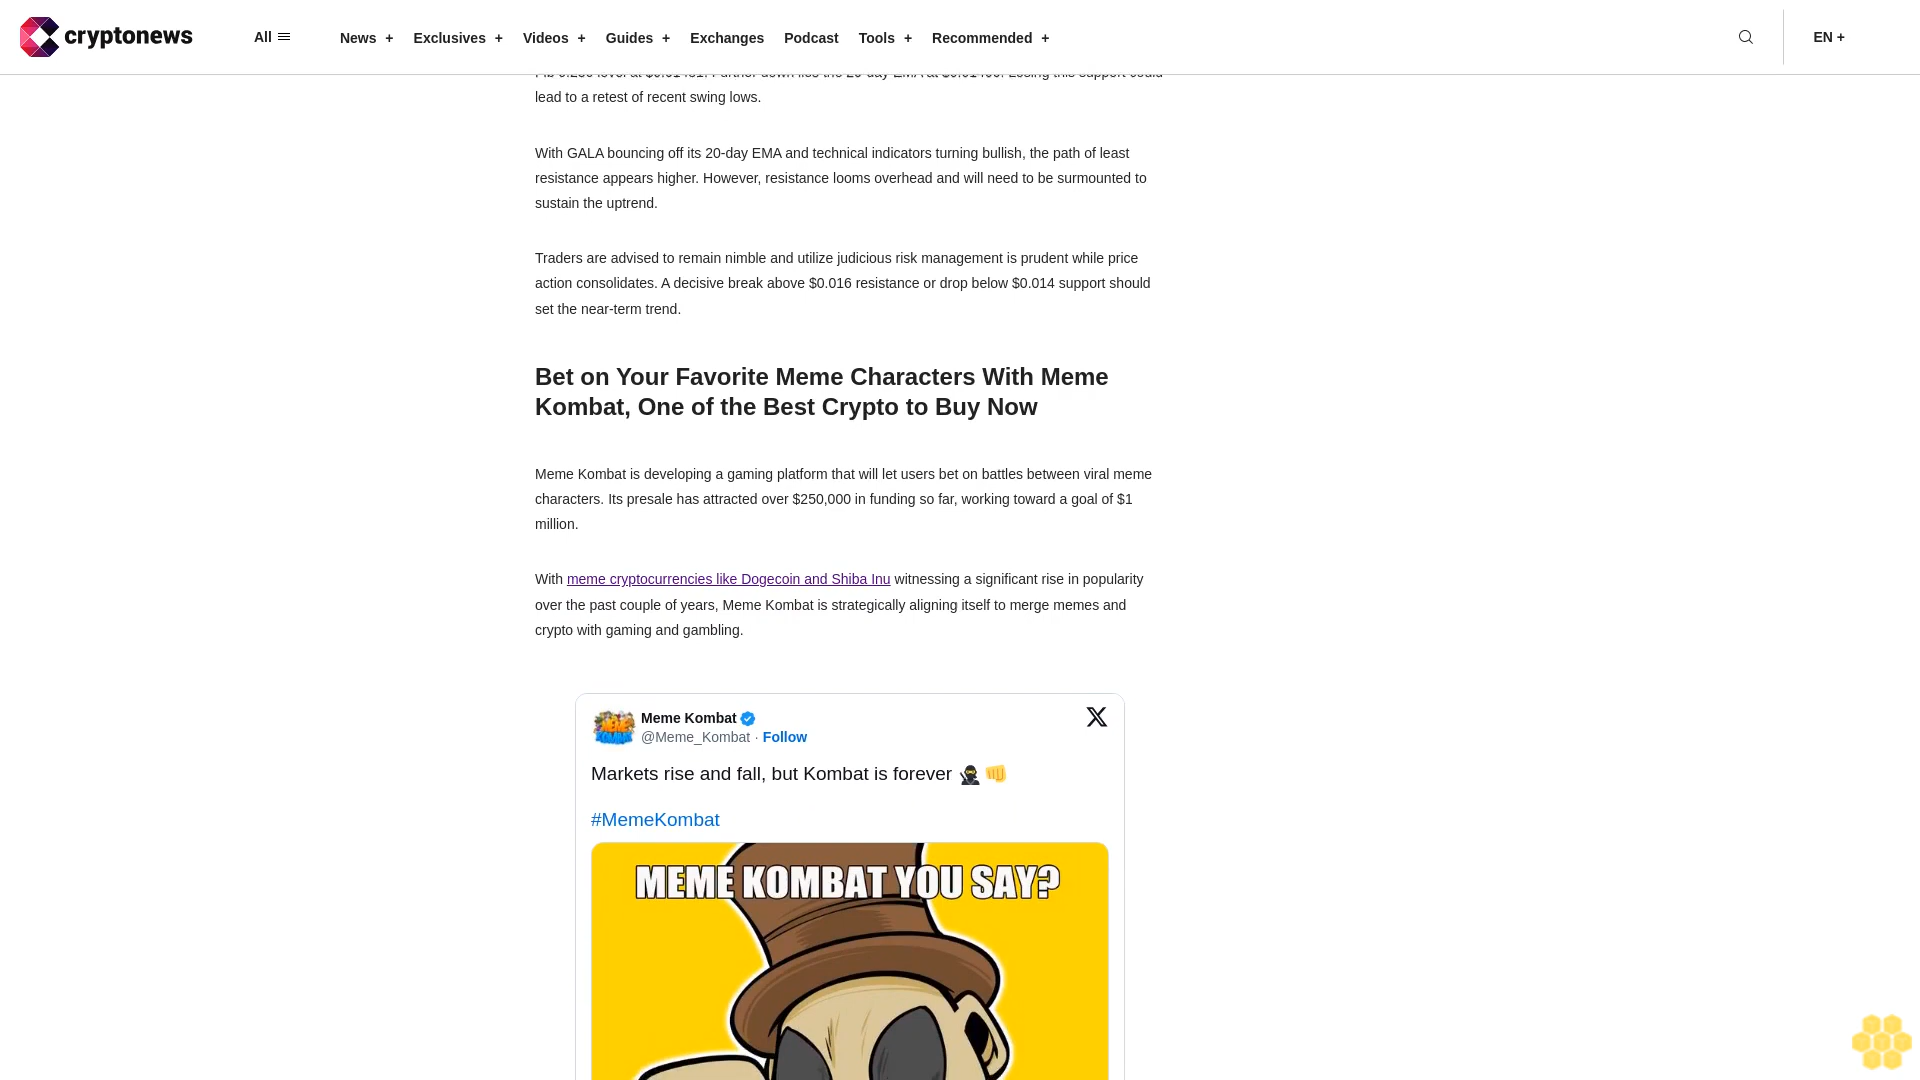 cryptonews
All
News + Exclusives + Videos + Guides + Exchanges Podcast Tools + Recommended +
EN +
lead to a retest of recent swing lows.
With GALA bouncing off its 20-day EMA and technical indicators turning bullish, the path of least
resistance appears higher. However, resistance looms overhead and will need to be surmounted to
sustain the uptrend.
Traders are advised to remain nimble and utilize judicious risk management is prudent while price
action consolidates. A decisive break above $0.016 resistance or drop below $0.014 support should
set the near-term trend.
Bet on Your Favorite Meme Characters With Meme
Kombat, One of the Best Crypto to Buy Now
Meme Kombat is developing a gaming platform that will let users bet on battles between viral meme
characters. Its presale has attracted over $250,000 in funding so far, working toward a goal of $1
million.
With meme cryptocurrencies like Dogecoin and Shiba Inu witnessing a significant rise in popularity
over the past couple of years, Meme Kombat is strategically aligning itself to merge memes and
crypto with gaming and gambling.
Meme Kombat
@Meme_Kombat · Follow
Markets rise and fall, but Kombat is forever 🥷👊
#MemeKombat
MEME KOMBAT YOU SAY?